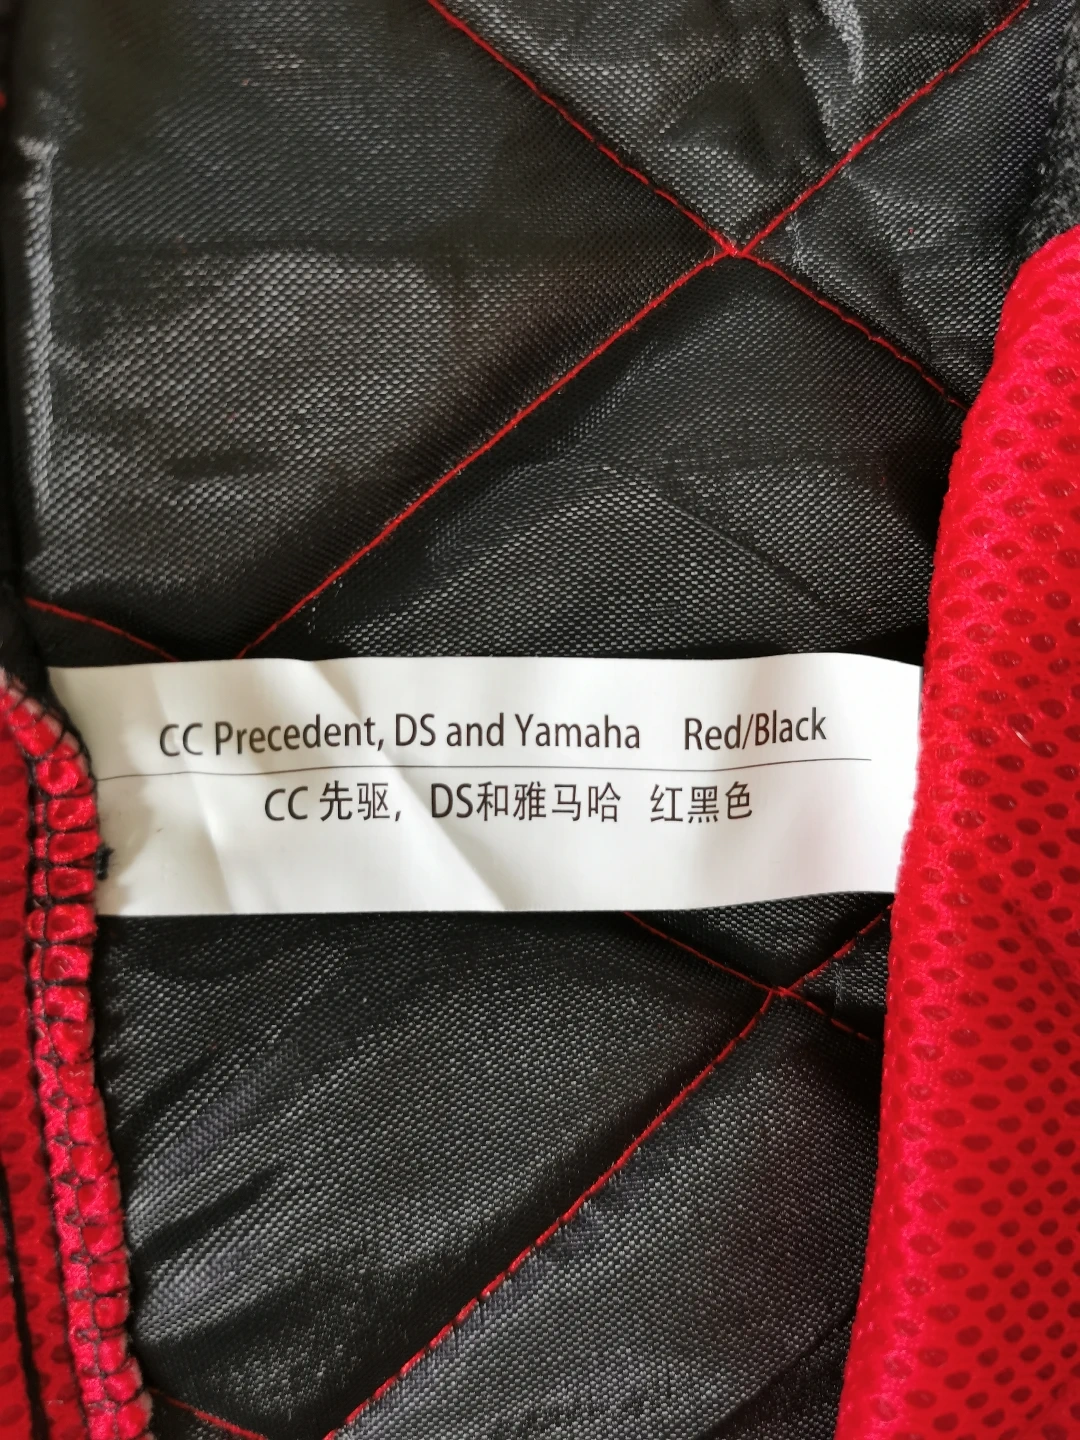 CC Precedent, DS and Yamaha Red/Black
CC 先驱，DS和雅马哈 红黑色